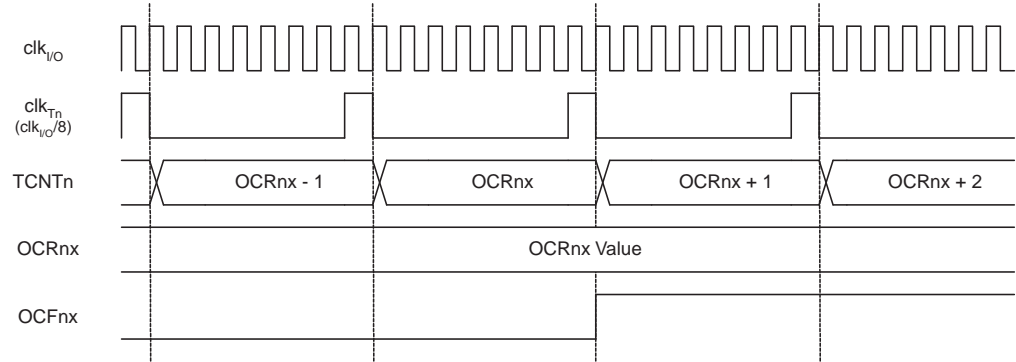 clkI/O
clkTn
(clkI/O/8)
TCNTn OCRnx - 1 OCRnx OCRnx + 1 OCRnx + 2
OCRnx OCRnx Value
OCFnx